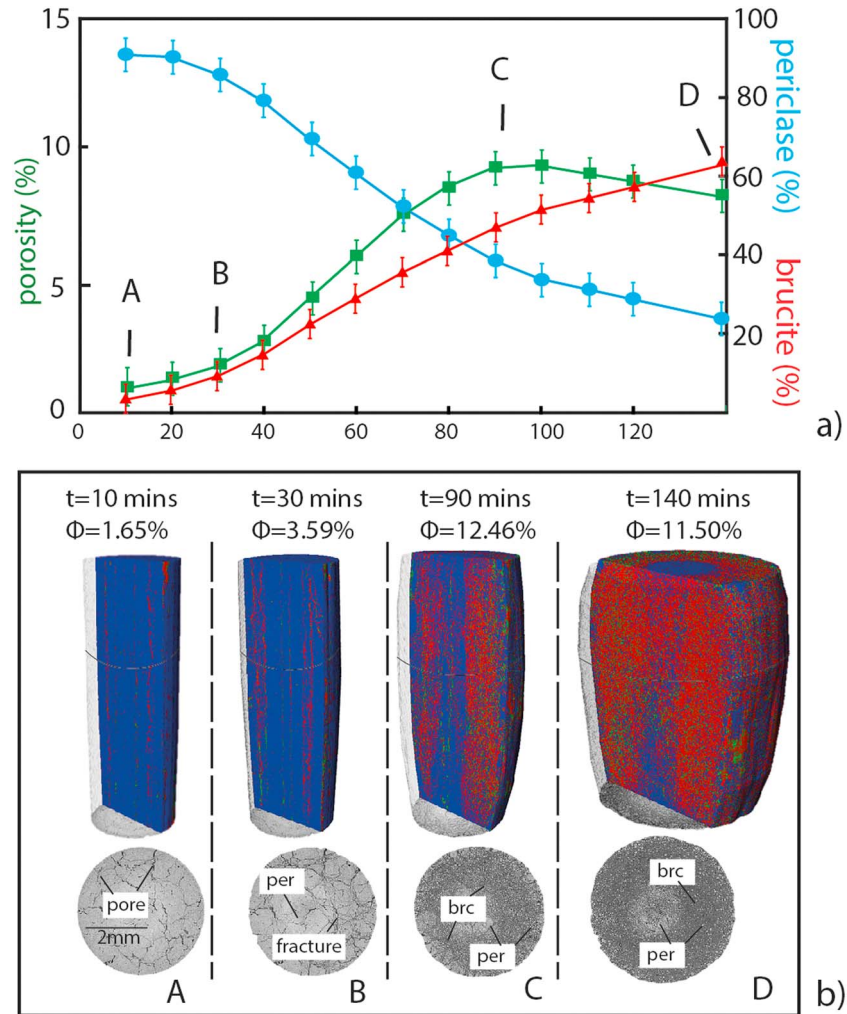 15
10
5
0
porosity (%)
100
80
60
40
20
periclase (%)
brucite (%)
A
B
C
D
0 20 40 60 80 100 120
a)
t=10 mins t=30 mins t=90 mins t=140 mins
Φ=1.65% Φ=3.59% Φ=12.46% Φ=11.50%
pore
2mm
per
fracture
brc
per
brc
per
A B C D
b)